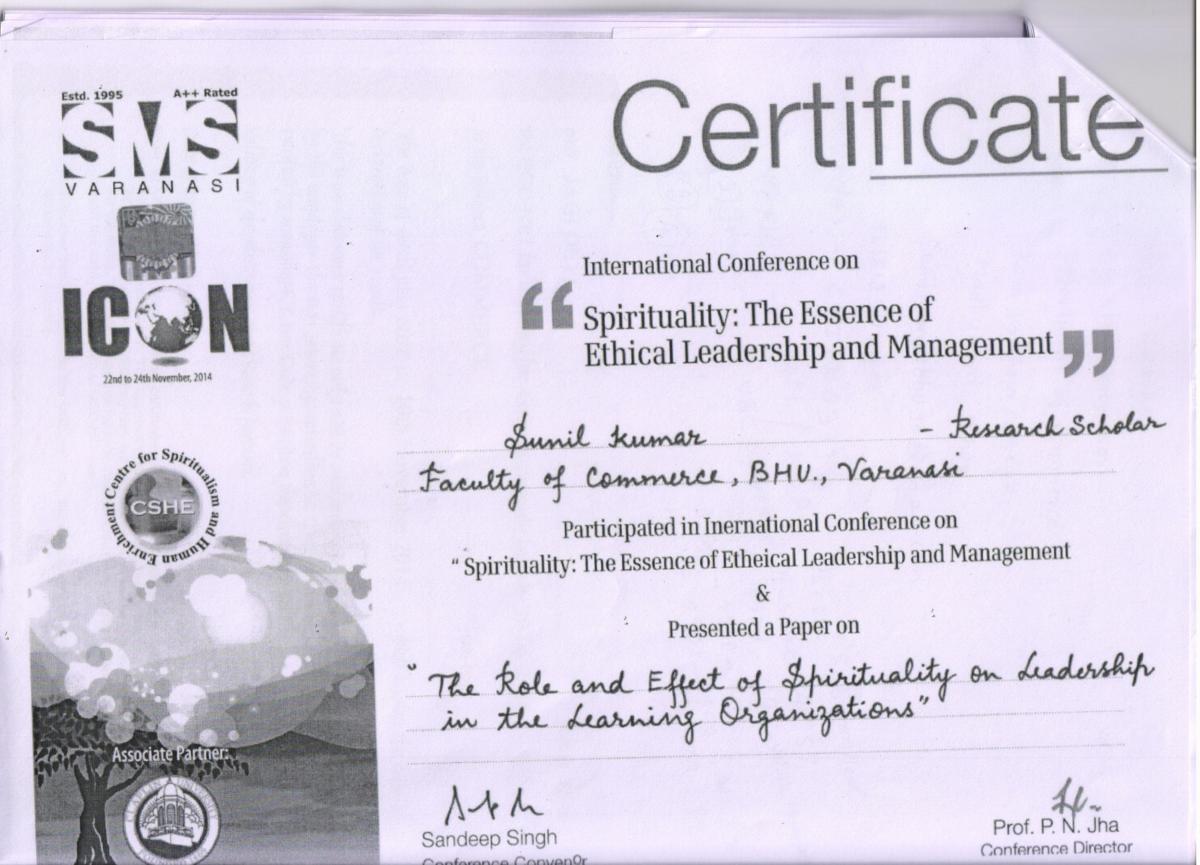 Estd. 1995 A++ Rated
SMS
VARANASI
ICON
22nd to 24th November, 2014
Enrichment Centre for Spiritualism and Human
CSHE
Associate Partner:
Certificate
International Conference on
“ Spirituality: The Essence of
Ethical Leadership and Management ”
Sunil Kumar – Research Scholar
Faculty of Commerce, BHU., Varanasi
Participated in Inernational Conference on
“ Spirituality: The Essence of Etheical Leadership and Management
&
Presented a Paper on
“ The Role and Effect of Spirituality on Leadership
in the Learning Organizations”
Sandeep Singh
Conference Convenor
Prof. P. N. Jha
Conference Director